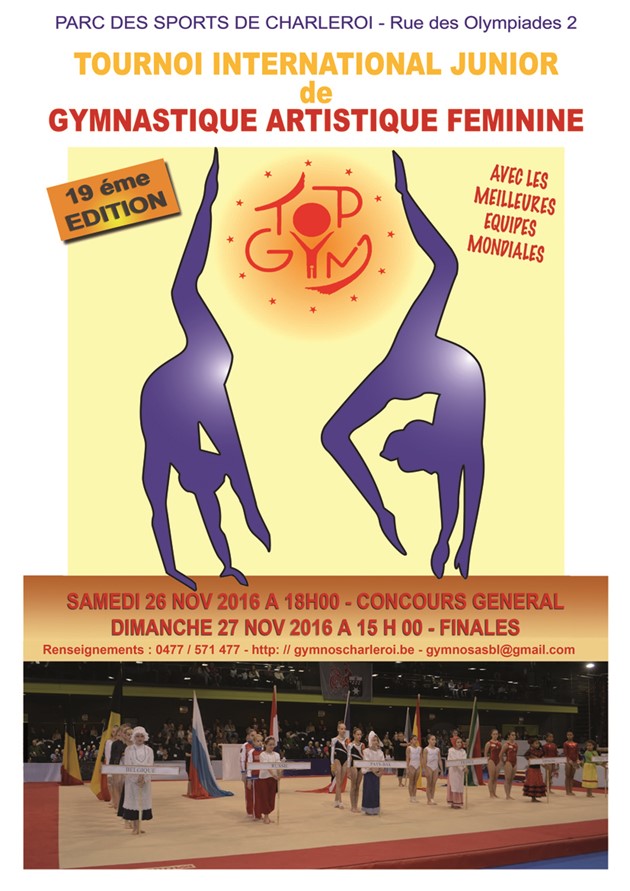 PARC DES SPORTS DE CHARLEROI - Rue des Olympiades 2
TOURNOI INTERNATIONAL JUNIOR
de
GYMNASTIQUE ARTISTIQUE FEMININE
19 éme
EDITION
TOP
GYM
AVEC LES
MEILLEURES
EQUIPES
MONDIALES
SAMEDI 26 NOV 2016 A 18H00 - CONCOURS GENERAL
DIMANCHE 27 NOV 2016 A 15 H 00 - FINALES
Renseignements : 0477 / 571 477 - http: // gymnoscharleroi.be - gymnosasbl@gmail.com
BELGIQUE
RUSSIE